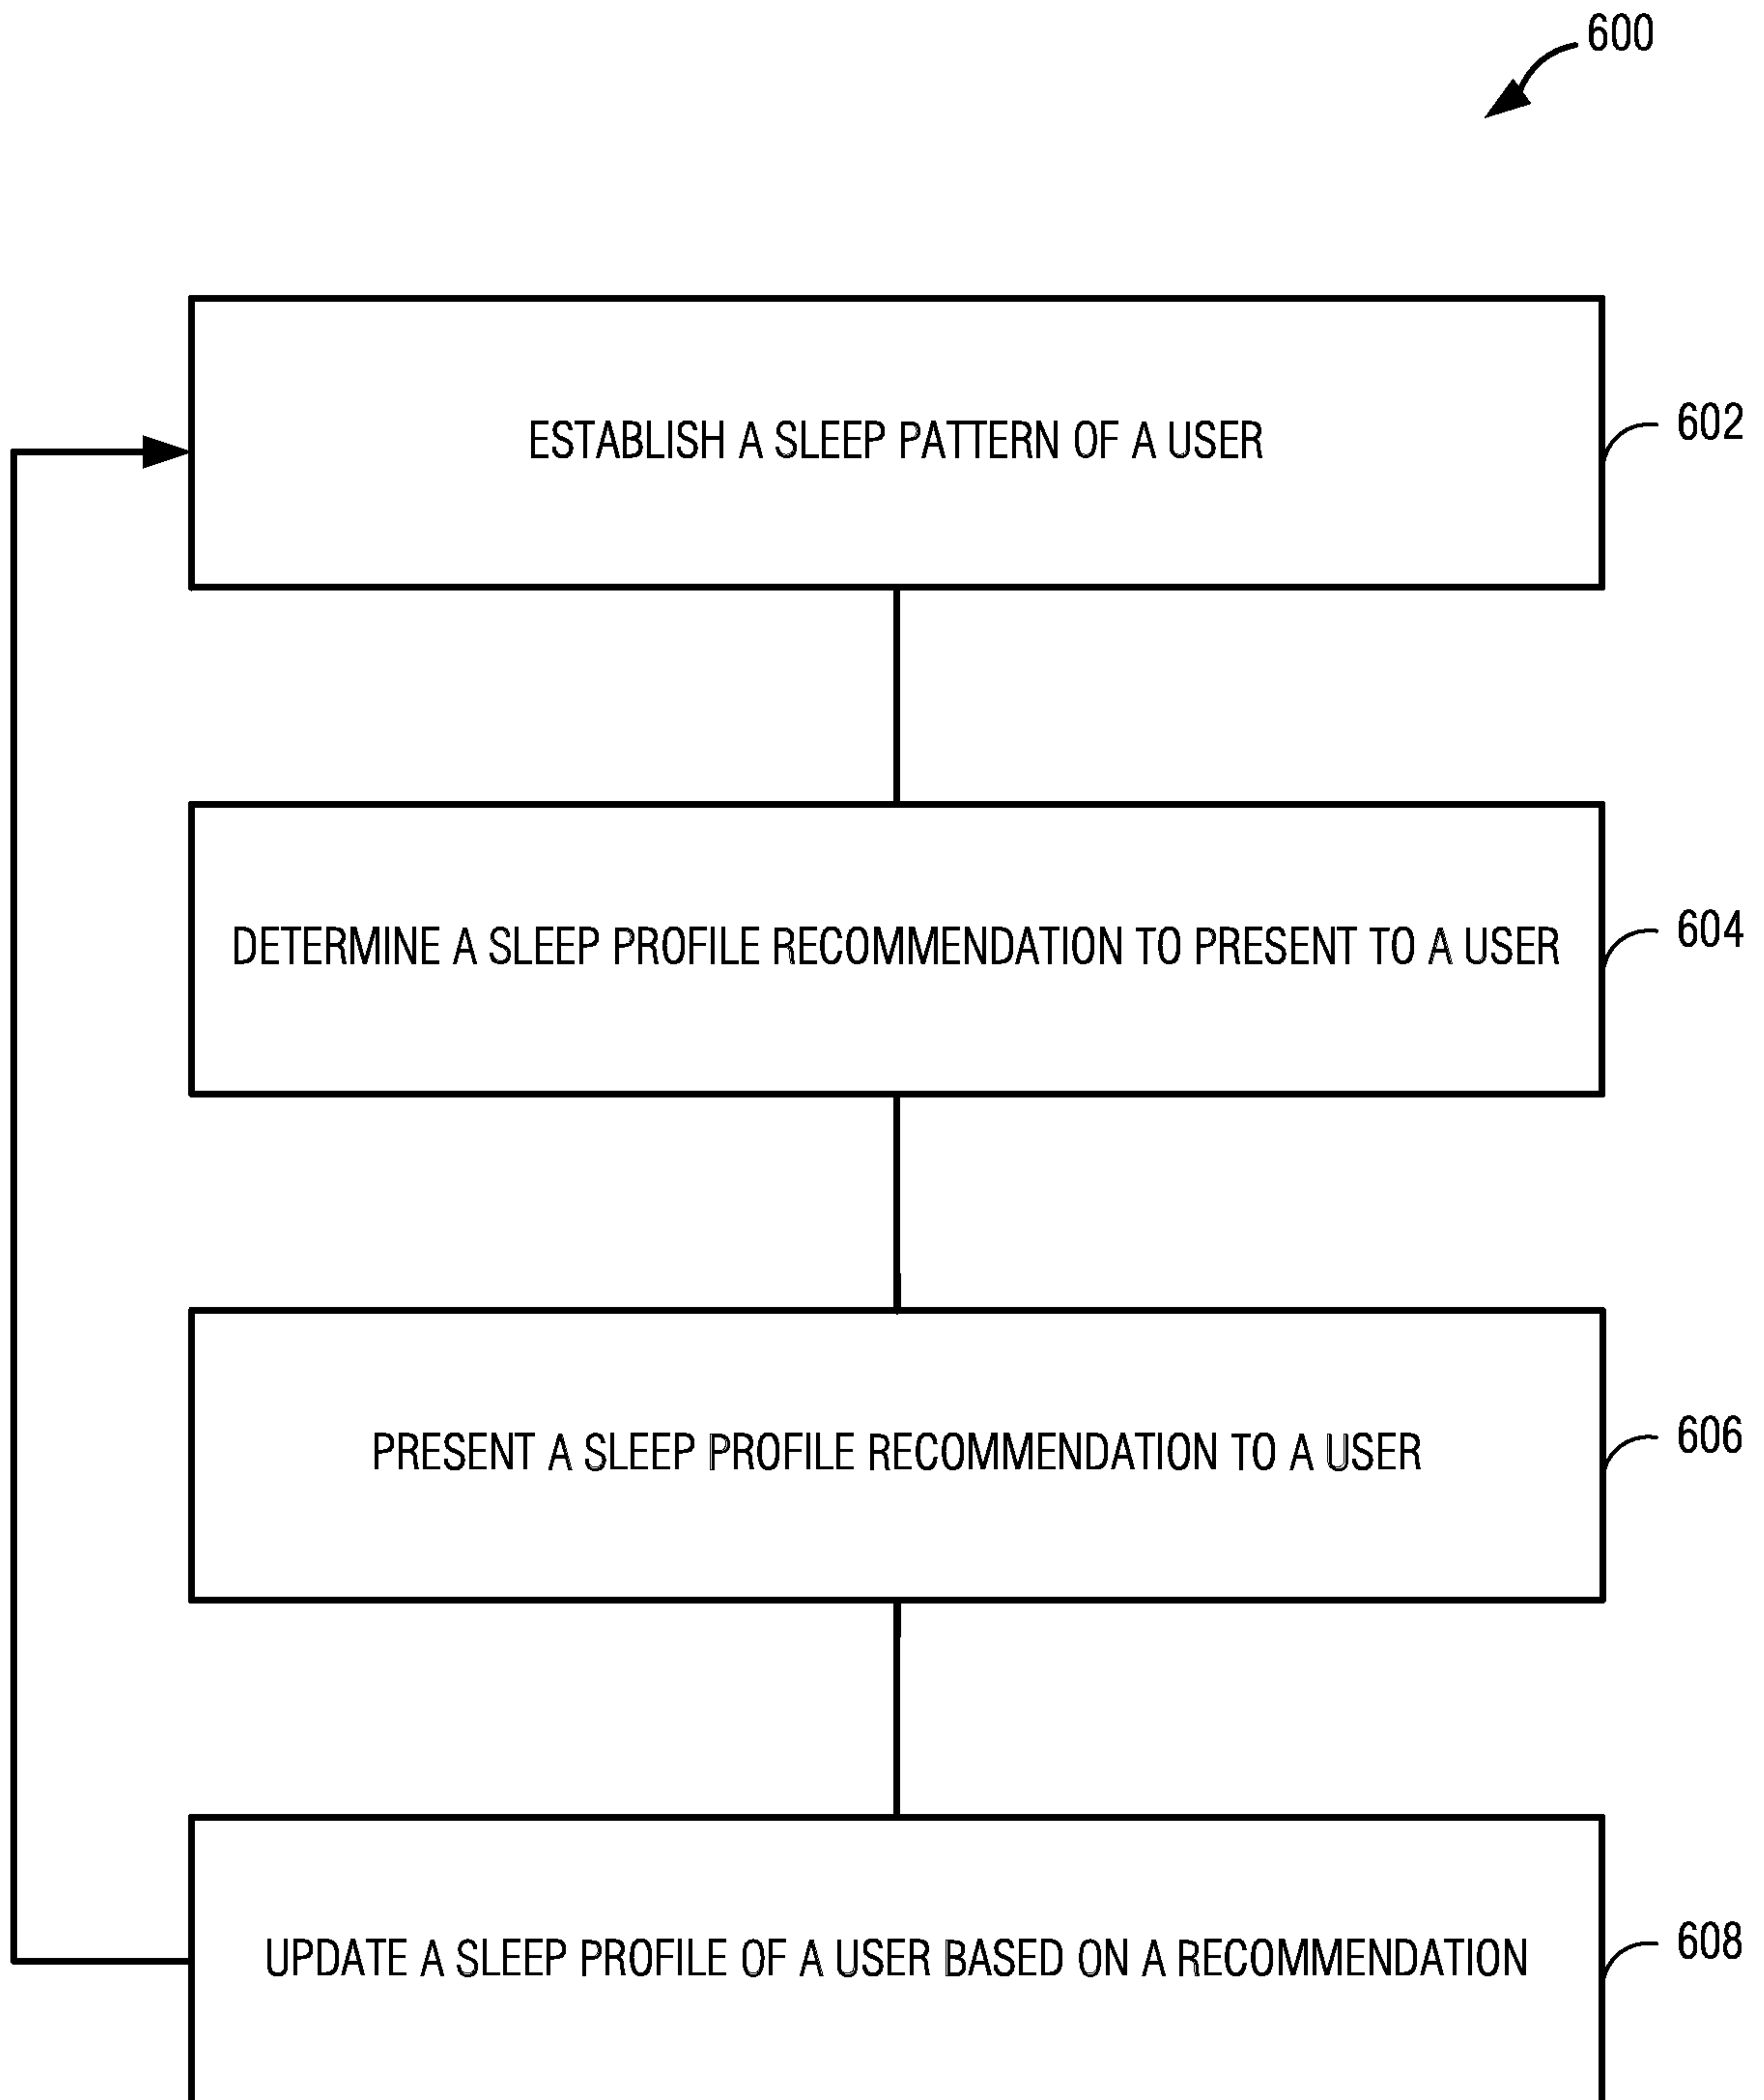 600
ESTABLISH A SLEEP PATTERN OF A USER
602
DETERMINE A SLEEP PROFILE RECOMMENDATION TO PRESENT TO A USER
604
PRESENT A SLEEP PROFILE RECOMMENDATION TO A USER
606
UPDATE A SLEEP PROFILE OF A USER BASED ON A RECOMMENDATION
608